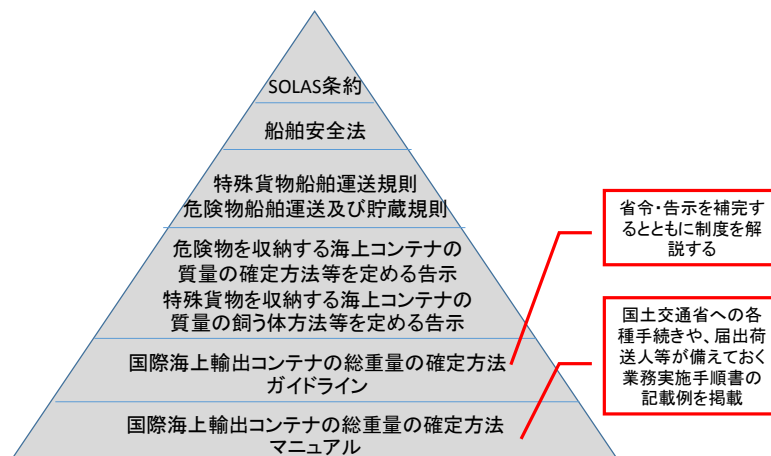 SOLAS条約
船舶安全法
特殊貨物船舶運送規則
危険物船舶運送及び貯蔵規則
危険物を収納する海上コンテナの
質量の確定方法等を定める告示
特殊貨物を収納する海上コンテナの
質量の飼う体方法等を定める告示
国際海上輸出コンテナの総重量の確定方法
ガイドライン
国際海上輸出コンテナの総重量の確定方法
マニュアル
省令・告示を補完す
るとともに制度を解
説する
国土交通省への各
種手続きや、届出荷
送人等が備えておく
業務実施手順書の
記載例を掲載